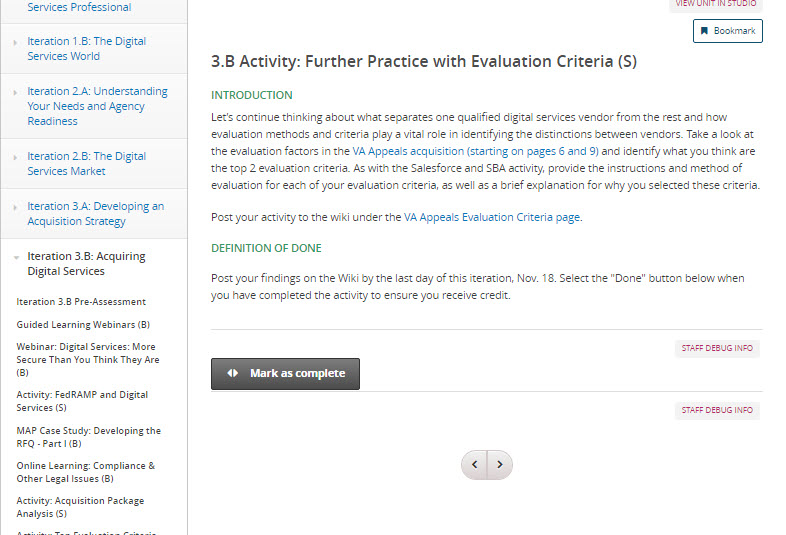 Services Professional
Iteration 1.B: The Digital
Services World
Iteration 2.A: Understanding
Your Needs and Agency
Readiness
Iteration 2.B: The Digital
Services Market
Iteration 3.A: Developing an
Acquisition Strategy
Iteration 3.B: Acquiring
Digital Services
Iteration 3.B Pre-Assessment
Guided Learning Webinars (B)
Webinar: Digital Services: More
Secure Than You Think They Are
(B)
Activity: FedRAMP and Digital
Services (S)
MAP Case Study: Developing the
RFQ - Part I (B)
Online Learning: Compliance &
Other Legal Issues (B)
Activity: Acquisition Package
Analysis (S)
Activity: Top Evaluation Criteria
VIEW UNIT IN STUDIO
Bookmark
3.B Activity: Further Practice with Evaluation Criteria (S)
INTRODUCTION
Let's continue thinking about what separates one qualified digital services vendor from the rest and how
evaluation methods and criteria play a vital role in identifying the distinctions between vendors. Take a look at
the evaluation factors in the VA Appeals acquisition (starting on pages 6 and 9) and identify what you think are
the top 2 evaluation criteria. As with the Salesforce and SBA activity, provide the instructions and method of
evaluation for each of your evaluation criteria, as well as a brief explanation for why you selected these criteria.
Post your activity to the wiki under the VA Appeals Evaluation Criteria page.
DEFINITION OF DONE
Post your findings on the Wiki by the last day of this iteration, Nov. 18. Select the "Done" button below when
you have completed the activity to ensure you receive credit.
STAFF DEBUG INFO
Mark as complete
STAFF DEBUG INFO